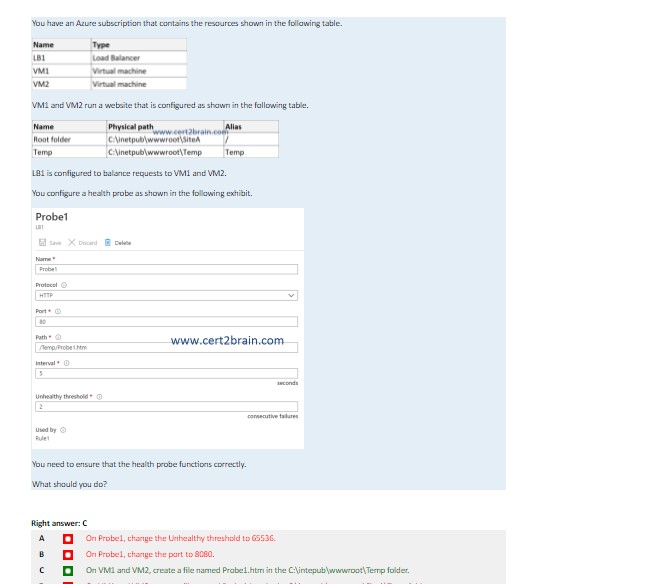 You have an Azure subscription that contains the resources shown in the following table.
Name Type
LB1 Load Balancer
VM1 Virtual machine
VM2 Virtual machine
VM1 and VM2 run a website that is configured as shown in the following table.
Name Physical path Alias
www.cert2brain.com
Root folder C:\inetpub\wwwroot\SiteA /
Temp C:\inetpub\wwwroot\Temp Temp
LB1 is configured to balance requests to VM1 and VM2.
You configure a health probe as shown in the following exhibit.
Probe1
LB1
Save Discard Delete
Name *
Probe1
Protocol
HTTP
Port *
80
Path *
/Temp/Probe1.htm
www.cert2brain.com
Interval *
5
seconds
Unhealthy threshold *
2
consecutive failures
Used by
Rule1
You need to ensure that the health probe functions correctly.
What should you do?
Right answer: C
A On Probe1, change the Unhealthy threshold to 65536.
B On Probe1, change the port to 8080.
C On VM1 and VM2, create a file named Probe1.htm in the C:\intepub\wwwroot\Temp folder.